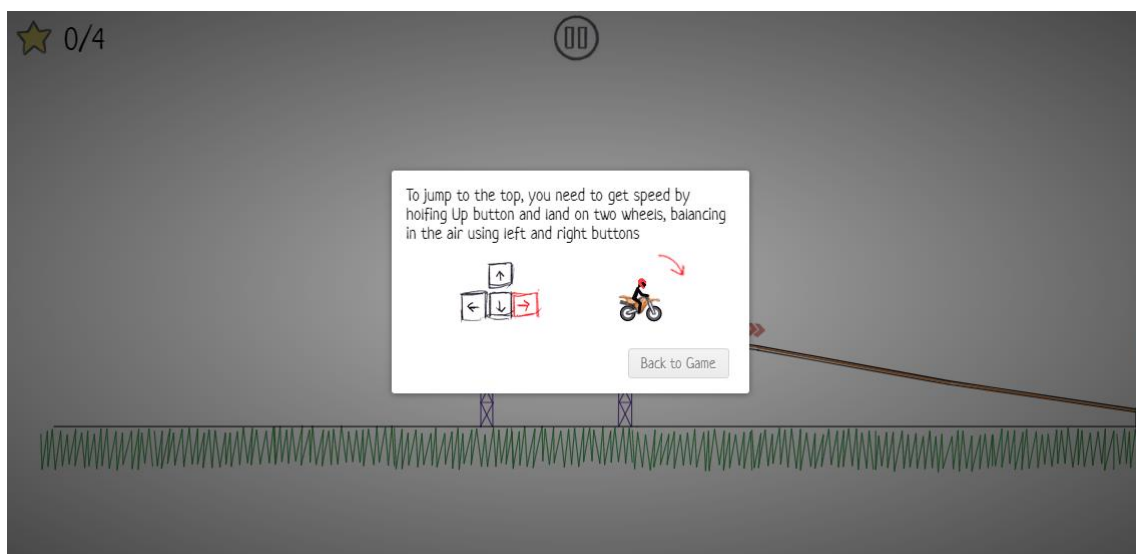 0/4
To jump to the top, you need to get speed by
holfing Up button and land on two wheels, balancing
in the air using left and right buttons
Back to Game